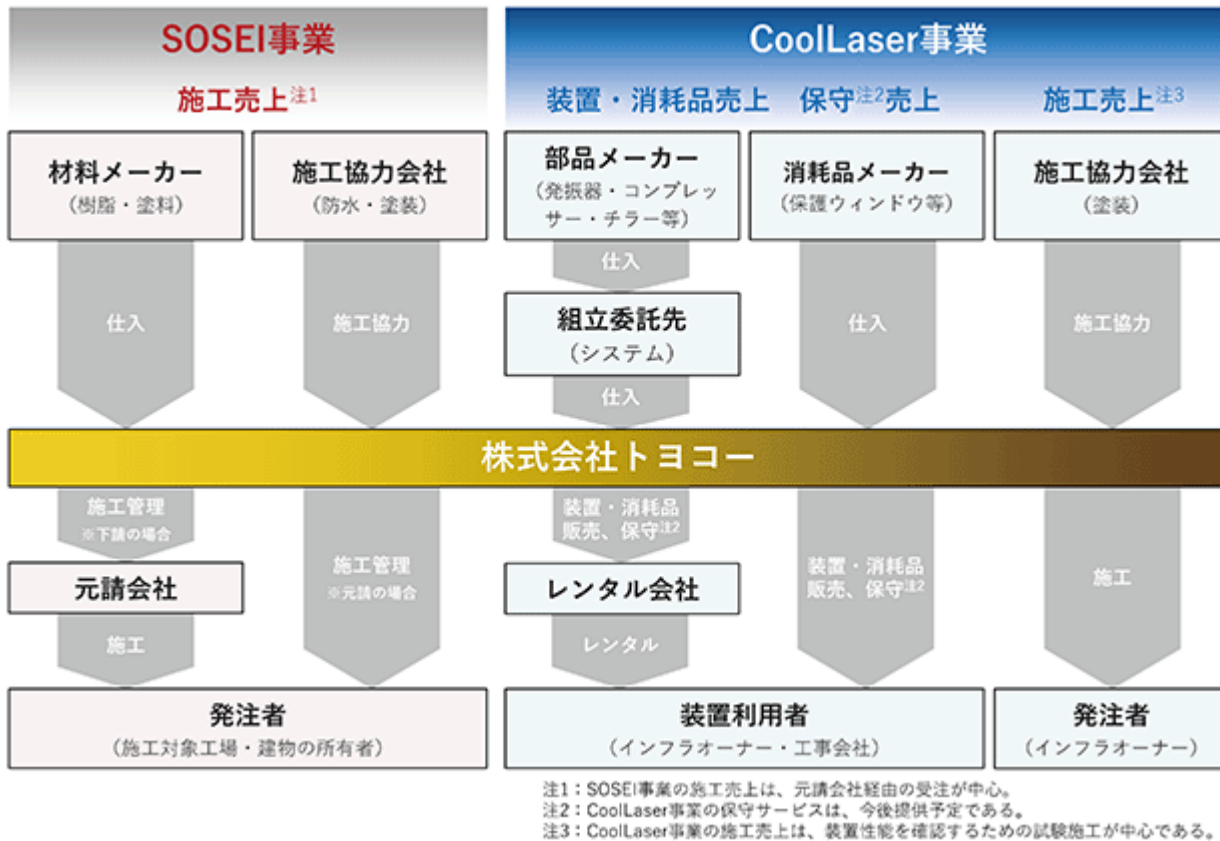 SOSEI事業
施工売上注1
材料メーカー
（樹脂・塗料）
施工協力会社
（防水・塗装）
仕入
施工協力
CoolLaser事業
装置・消耗品売上 保守注2売上
施工売上注3
部品メーカー
（発振器・コンプレッ
サー・チラー等）
消耗品メーカー
（保護ウィンドウ等）
施工協力会社
（塗装）
仕入
組立委託先
（システム）
仕入
仕入
施工協力
株式会社トヨコー
施工管理
※下請の場合
元請会社
施工
施工管理
※元請の場合
発注者
（施工対象工場・建物の所有者）
装置・消耗品
販売、保守注2
レンタル会社
レンタル
装置・消耗品
販売、保守注2
装置利用者
（インフラオーナー・工事会社）
施工
発注者
（インフラオーナー）
注1：SOSEI事業の施工売上は、元請会社経由の受注が中心。
注2：CoolLaser事業の保守サービスは、今後提供予定である。
注3：CoolLaser事業の施工売上は、装置性能を確認するための試験施工が中心である。